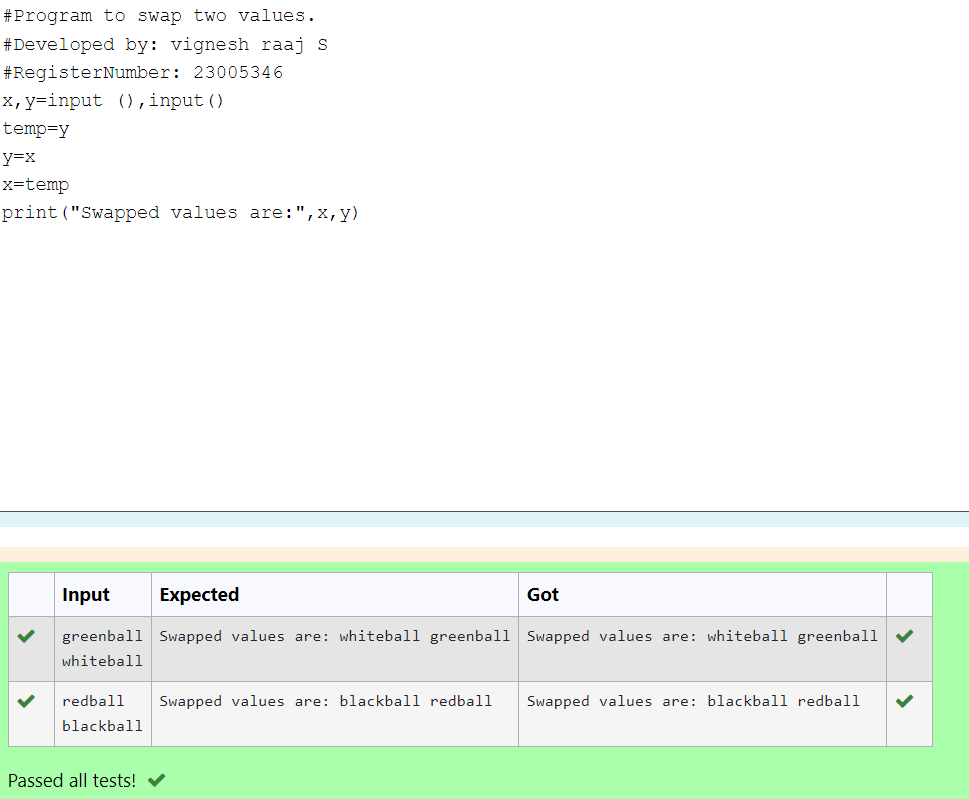 #Program to swap two values.
#Developed by: vignesh raaj S
#RegisterNumber: 23005346
x,y=input (),input()
temp=y
y=x
x=temp
print("Swapped values are:",x,y)
Input Expected Got
greenball Swapped values are: whiteball greenball Swapped values are: whiteball greenball
whiteball
redball Swapped values are: blackball redball Swapped values are: blackball redball
blackball
Passed all tests!